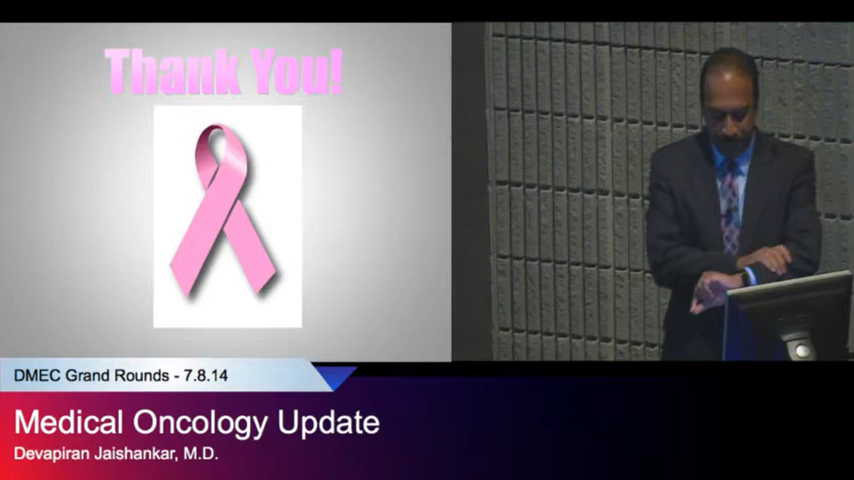 Thank You!
DMEC Grand Rounds - 7.8.14
Medical Oncology Update
Devapiran Jaishankar, M.D.